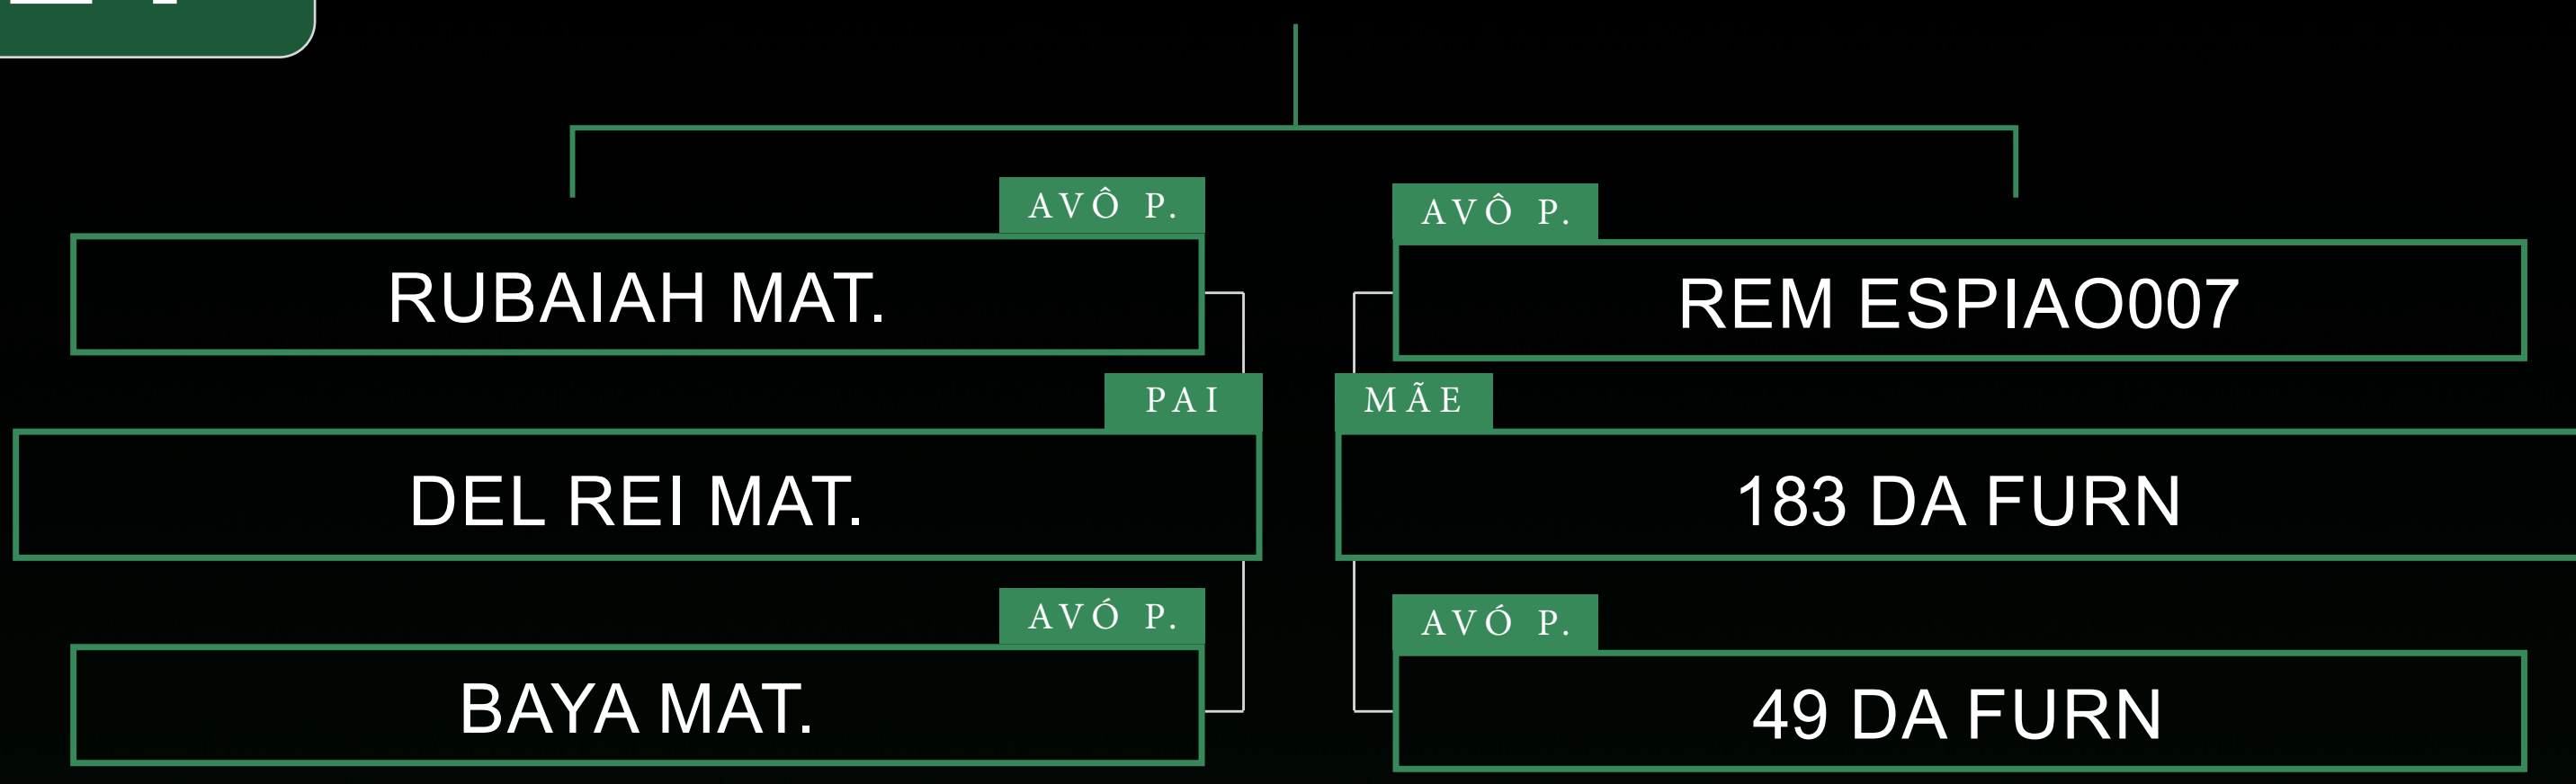 AVÔ P.
RUBAIAH MAT.
PAI
DEL REI MAT.
AVÓ P.
BAYA MAT.
AVÔ P.
REM ESPIAO007
MÃE
183 DA FURN
AVÓ P.
49 DA FURN